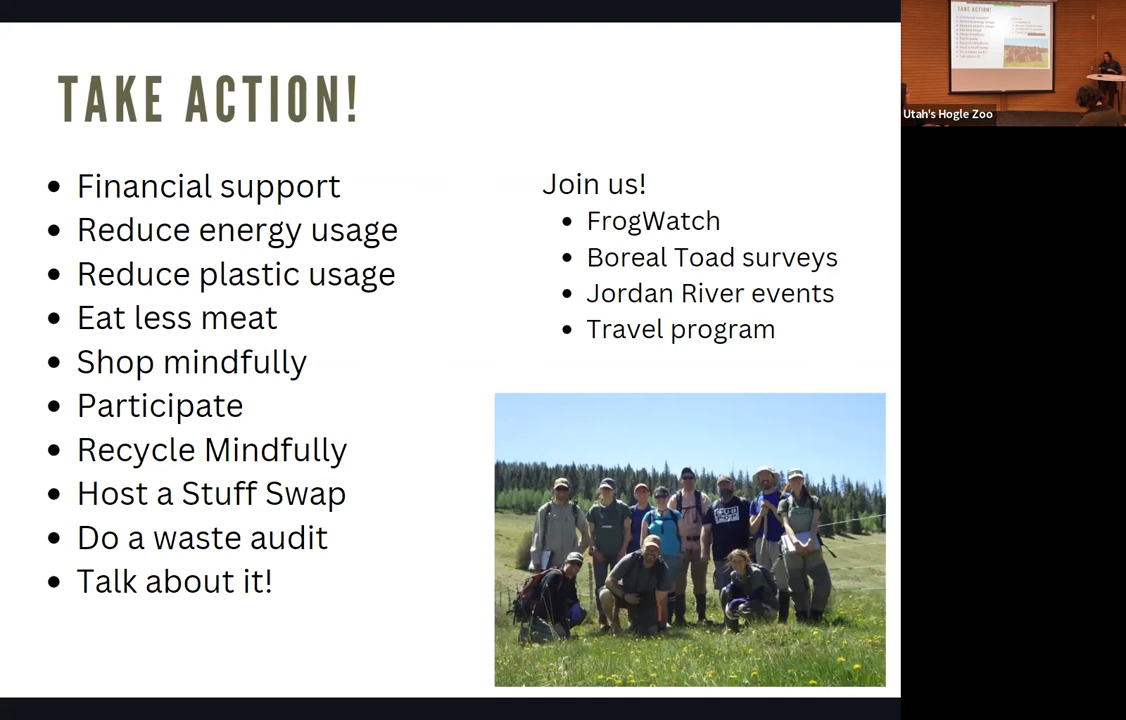 TAKE ACTION!
Financial support
Reduce energy usage
Reduce plastic usage
Eat less meat
Shop mindfully
Participate
Recycle Mindfully
Host a Stuff Swap
Do a waste audit
Talk about it!
Join us!
FrogWatch
Boreal Toad surveys
Jordan River events
Travel program
TAKE ACTION!
Utah's Hogle Zoo